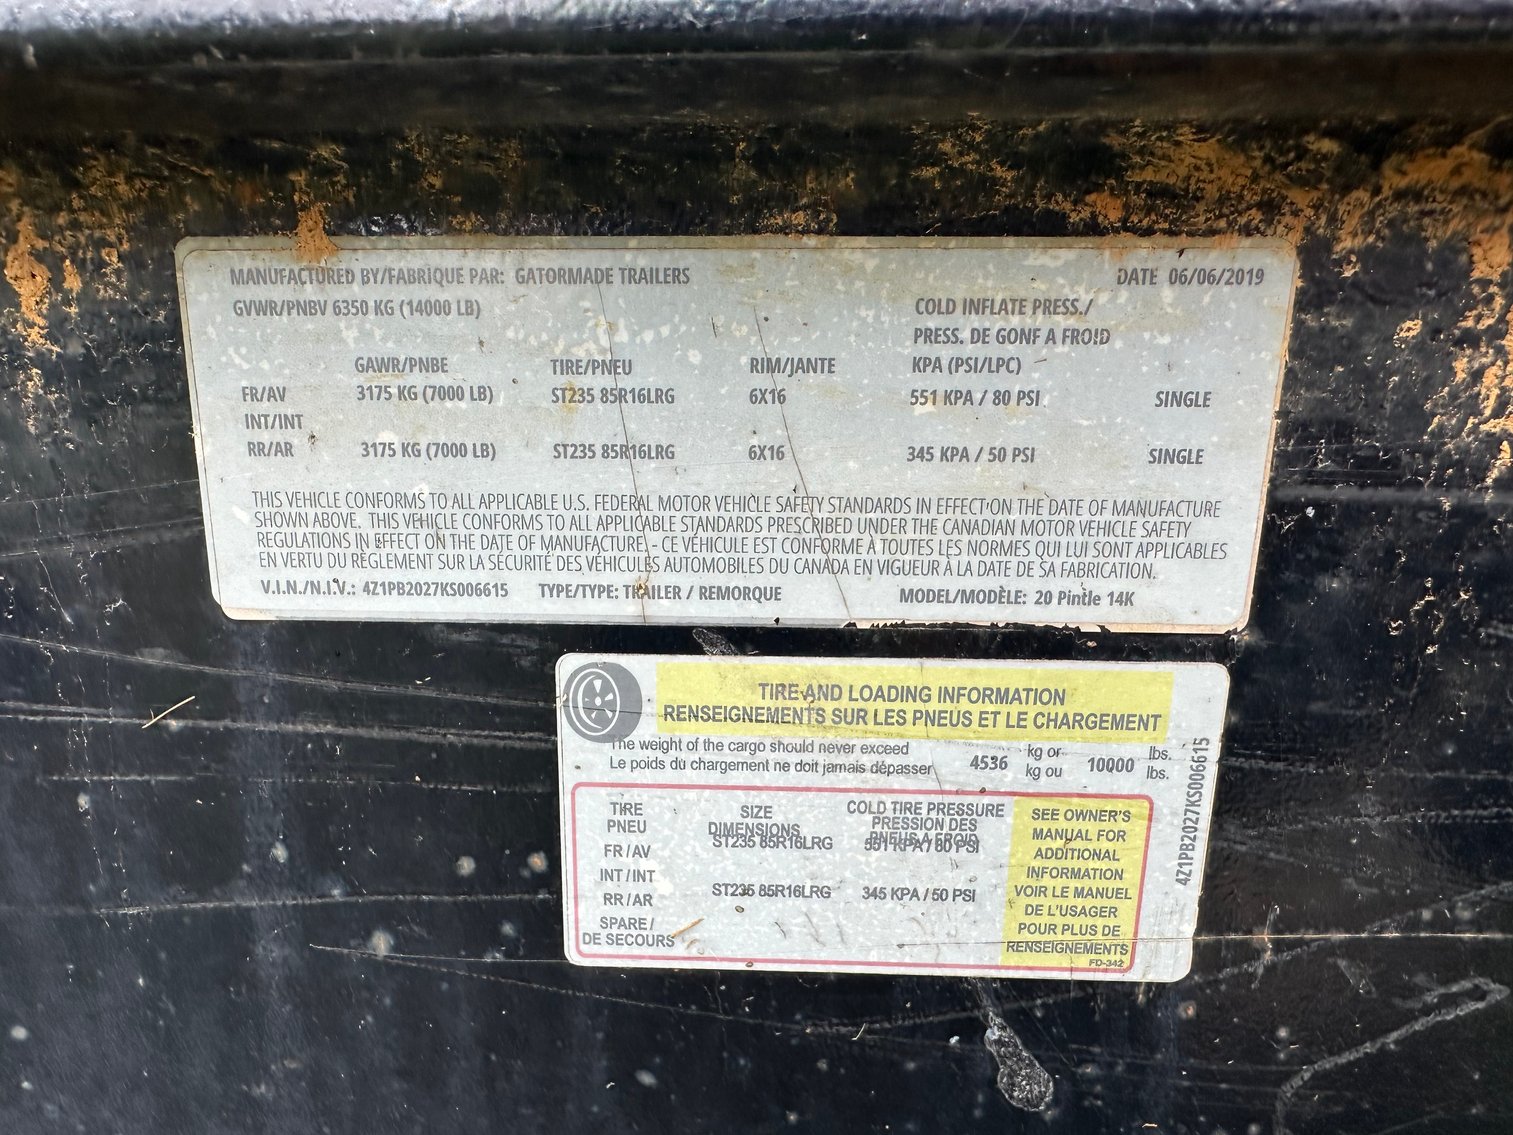 MANUFACTURED BY/FABRIQUE PAR: GATORMADE TRAILERS DATE 06/06/2019
GVWR/PNBV 6350 KG (14000 LB) COLD INFLATE PRESS./
PRESS. DE GONF A FROID
GAWR/PNBE TIRE/PNEU RIM/JANTE KPA (PSI/LPC)
FR/AV 3175 KG (7000 LB) ST235 85R16LRG 6X16 551 KPA / 80 PSI SINGLE
INT/INT
RR/AR 3175 KG (7000 LB) ST235 85R16LRG 6X16 345 KPA / 50 PSI SINGLE
THIS VEHICLE CONFORMS TO ALL APPLICABLE U.S. FEDERAL MOTOR VEHICLE SAFETY STANDARDS IN EFFECT ON THE DATE OF MANUFACTURE
SHOWN ABOVE. THIS VEHICLE CONFORMS TO ALL APPLICABLE STANDARDS PRESCRIBED UNDER THE CANADIAN MOTOR VEHICLE SAFETY
REGULATIONS IN EFFECT ON THE DATE OF MANUFACTURE. - CE VÉHICULE EST CONFORME À TOUTES LES NORMES QUI LUI SONT APPLICABLES
EN VERTU DU RÈGLEMENT SUR LA SÉCURITÉ DES VÉHICULES AUTOMOBILES DU CANADA EN VIGUEUR À LA DATE DE SA FABRICATION.
V.I.N./N.I.V.: 4Z1PB2027KS006615 TYPE/TYPE: TRAILER / REMORQUE MODEL/MODÈLE: 20 Pintle 14K
TIRE AND LOADING INFORMATION
RENSEIGNEMENTS SUR LES PNEUS ET LE CHARGEMENT
The weight of the cargo should never exceed 4536 kg or 10000 lbs.
Le poids du chargement ne doit jamais dépasser kg ou lbs.
TIRE SIZE COLD TIRE PRESSURE
PNEU DIMENSIONS PRESSION DES
PNEUS A FROID
FR/AV ST235 85R16LRG 551 KPA / 80 PSI
INT/INT
RR/AR ST235 85R16LRG 345 KPA / 50 PSI
SPARE/
DE SECOURS
SEE OWNER'S
MANUAL FOR
ADDITIONAL
INFORMATION
VOIR LE MANUEL
DE L'USAGER
POUR PLUS DE
RENSEIGNEMENTS
FD-342
4Z1PB2027KS006615